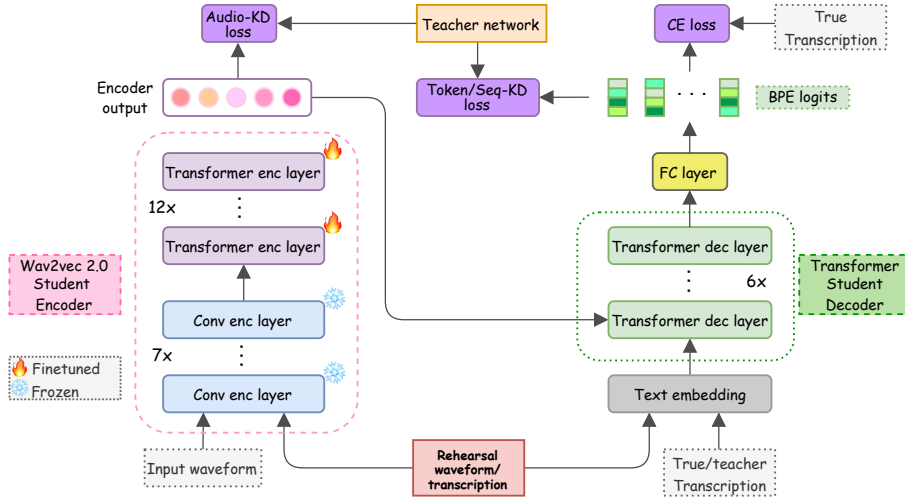 Audio-KD
loss
Teacher network
CE loss
True
Transcription
Encoder
output
Token/Seq-KD
loss
BPE logits
Transformer enc layer
12x
Transformer enc layer
FC layer
Wav2vec 2.0
Student
Encoder
Conv enc layer
7x
Conv enc layer
Finetuned
Frozen
Transformer dec layer
6x
Transformer dec layer
Transformer
Student
Decoder
Text embedding
Input waveform
Rehearsal
waveform/
transcription
True/teacher
Transcription